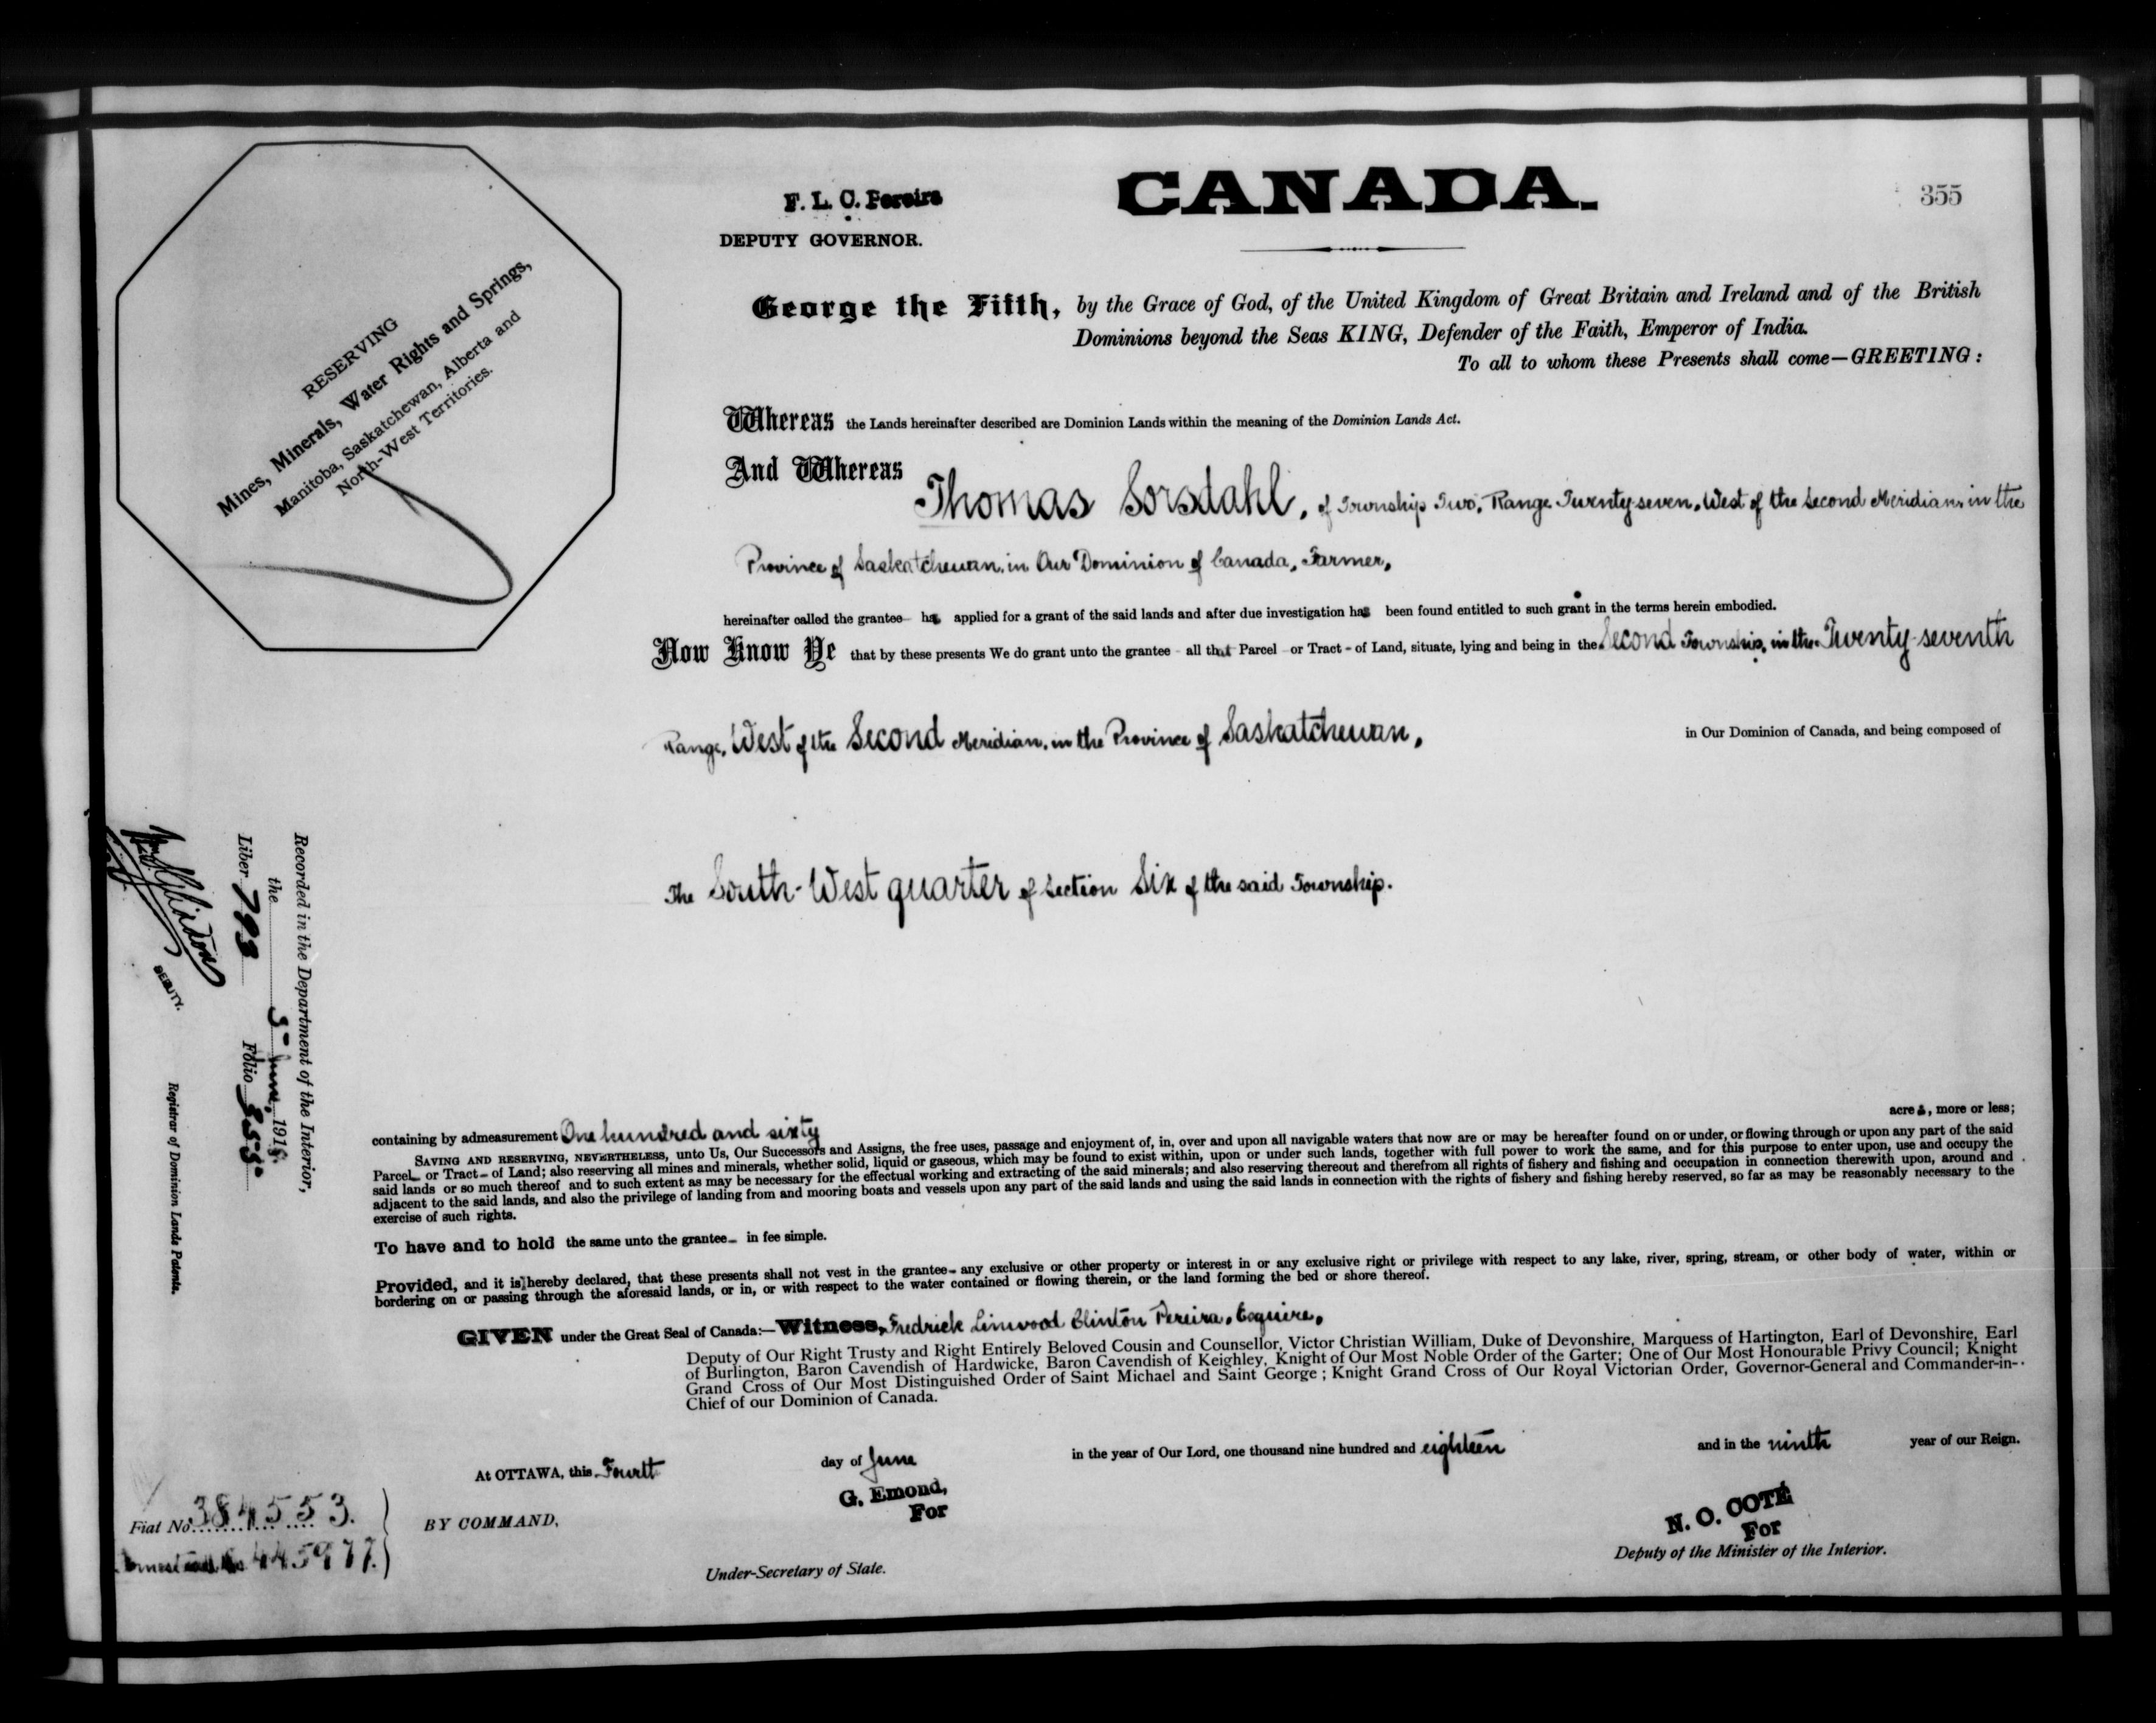 F. L. C. Pereira
DEPUTY GOVERNOR.
CANADA.
355
RESERVING
Mines, Minerals, Water Rights and Springs,
Manitoba, Saskatchewan, Alberta and
North-West Territories.
George the Fifth, by the Grace of God, of the United Kingdom of Great Britain and Ireland and of the British
Dominions beyond the Seas KING, Defender of the Faith, Emperor of India.
To all to whom these Presents shall come—GREETING:
Whereas the Lands hereinafter described are Dominion Lands within the meaning of the Dominion Lands Act.
And Whereas Thomas Sorsdahl, of Township Two, Range Twenty-seven, West of the Second Meridian, in the
Province of Saskatchewan, in Our Dominion of Canada, Farmer,
hereinafter called the grantee has applied for a grant of the said lands and after due investigation has been found entitled to such grant in the terms herein embodied.
Now Know Ye that by these presents We do grant unto the grantee - all that Parcel - or Tract - of Land, situate, lying and being in the Second Township, in the Twenty-seventh
Range, West of the Second Meridian, in the Province of Saskatchewan, in Our Dominion of Canada, and being composed of
The South-West quarter of Section Six of the said Township.
containing by admeasurement One hundred and sixty acres, more or less;
SAVING AND RESERVING, NEVERTHELESS, unto Us, Our Successors and Assigns, the free uses, passage and enjoyment of, in, over and upon all navigable waters that now are or may be hereafter found on or under, or flowing through or upon any part of the said
Parcel - or Tract - of Land; also reserving all mines and minerals, whether solid, liquid or gaseous, which may be found to exist within, upon or under such lands, together with full power to work the same, and for this purpose to enter upon, use and occupy the
said lands or so much thereof and to such extent as may be necessary for the effectual working and extracting of the said minerals; and also reserving thereout and therefrom all rights of fishery and fishing and occupation in connection therewith upon, around and
adjacent to the said lands, and also the privilege of landing from and mooring boats and vessels upon any part of the said lands and using the said lands in connection with the rights of fishery and fishing hereby reserved, so far as may be reasonably necessary to the
exercise of such rights.
To have and to hold the same unto the grantee - in fee simple.
Provided, and it is hereby declared, that these presents shall not vest in the grantee - any exclusive or other property or interest in or any exclusive right or privilege with respect to any lake, river, spring, stream, or other body of water, within or
bordering on or passing through the aforesaid lands, or in, or with respect to the water contained or flowing therein, or the land forming the bed or shore thereof.
GIVEN under the Great Seal of Canada:—Witness, Fredrick Linwood Clinton Pereira, Esquire,
Deputy of Our Right Trusty and Right Entirely Beloved Cousin and Counsellor, Victor Christian William, Duke of Devonshire, Marquess of Hartington, Earl of Devonshire, Earl
of Burlington, Baron Cavendish of Hardwicke, Baron Cavendish of Keighley, Knight of Our Most Noble Order of the Garter; One of Our Most Honourable Privy Council; Knight
Grand Cross of Our Most Distinguished Order of Saint Michael and Saint George; Knight Grand Cross of Our Royal Victorian Order, Governor-General and Commander-in-
Chief of our Dominion of Canada.
At OTTAWA, this Fourth day of June in the year of Our Lord, one thousand nine hundred and eighteen and in the ninth year of our Reign.
BY COMMAND,
G. Emond,
For
Under-Secretary of State.
N. O. COTÉ
For
Deputy of the Minister of the Interior.
Fiat No. 384553.
445977.
Recorded in the Department of the Interior,
the 5 June, 1918.
Liber 793 Folio 355
DEPUTY.
Registrar of Dominion Lands Patents.